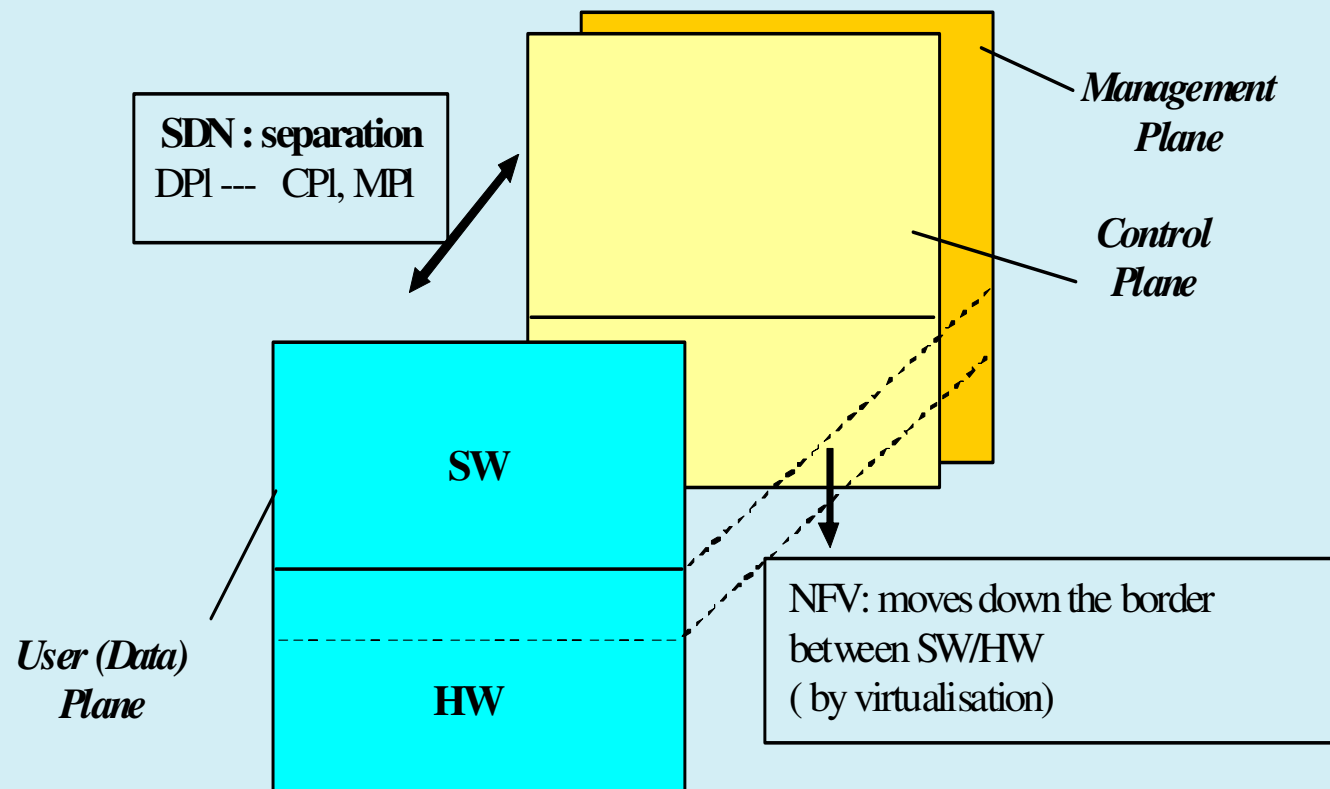 SDN : separation
DPl --- CPl, MPl
Management
Plane
Control
Plane
SW
HW
User (Data)
Plane
NFV: moves down the border
between SW/HW
( by virtualisation)